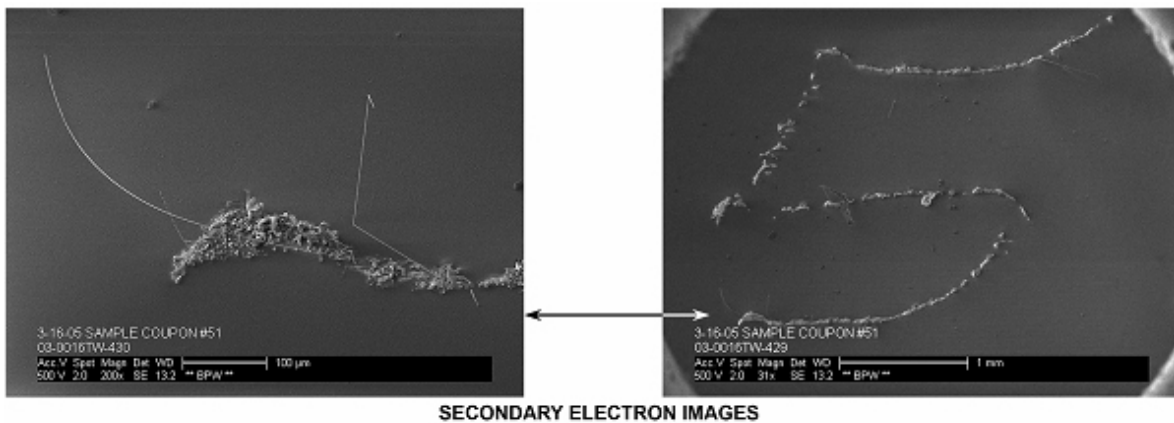 3-16-05 SAMPLE COUPON #51
03-0016TW-430
Acc.V Spot Magn Det WD 100 µm
500 V 2.0 200x SE 13.2 ** BPW **
3-16-05 SAMPLE COUPON #51
03-0016TW-429
Acc.V Spot Magn Det WD 1 mm
500 V 2.0 31x SE 13.2 ** BPW **
SECONDARY ELECTRON IMAGES